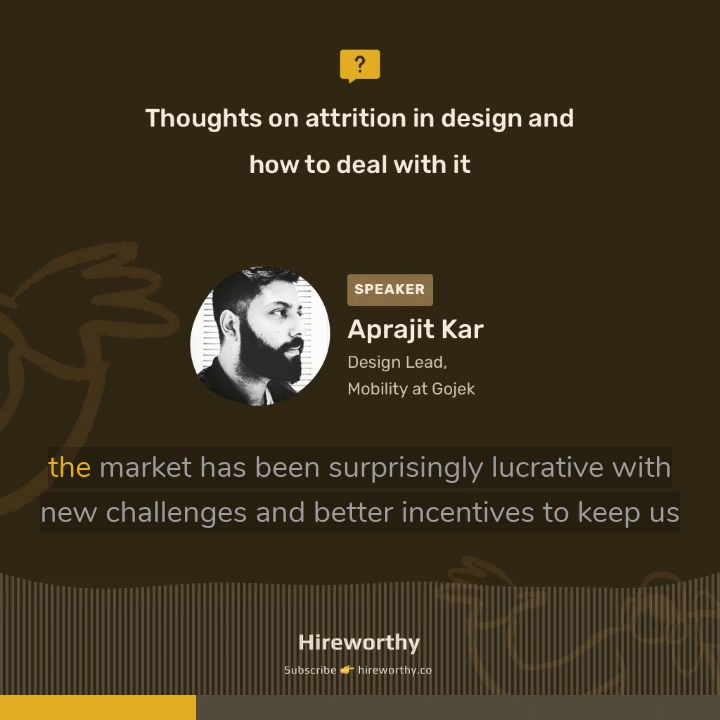 ?
Thoughts on attrition in design and
how to deal with it
SPEAKER
Aprajit Kar
Design Lead,
Mobility at Gojek
the market has been surprisingly lucrative with
new challenges and better incentives to keep us
Hireworthy
Subscribe 👉 hireworthy.co